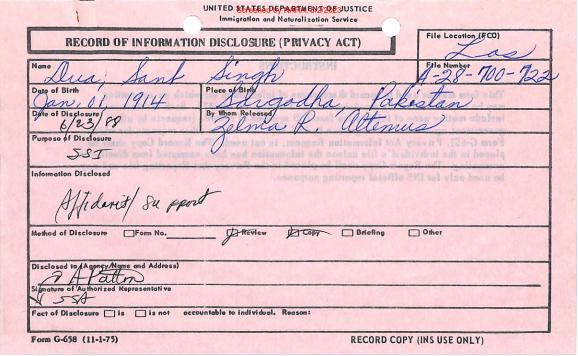 UNITED STATES DEPARTMENT OF JUSTICE
Immigration and Naturalization Service
RECORD OF INFORMATION DISCLOSURE (PRIVACY ACT)
File Location (FCO)
Los
Name
Dua, Sant Singh
File Number
A-28-700-722
Date of Birth
Jan. 01, 1914
Place of Birth
Sargodha, Pakistan
Date of Disclosure
6/23/88
By Whom Released
Zelma R. Altemus
Purpose of Disclosure
SSI
Information Disclosed
Affidavit/ Support
Method of Disclosure Form No. Review Copy Briefing Other
Disclosed to (Agency/Name and Address)
A Patton
Signature of Authorized Representative
SSA
Fact of Disclosure is is not accountable to individual. Reason:
Form G-658 (11-1-75) RECORD COPY (INS USE ONLY)